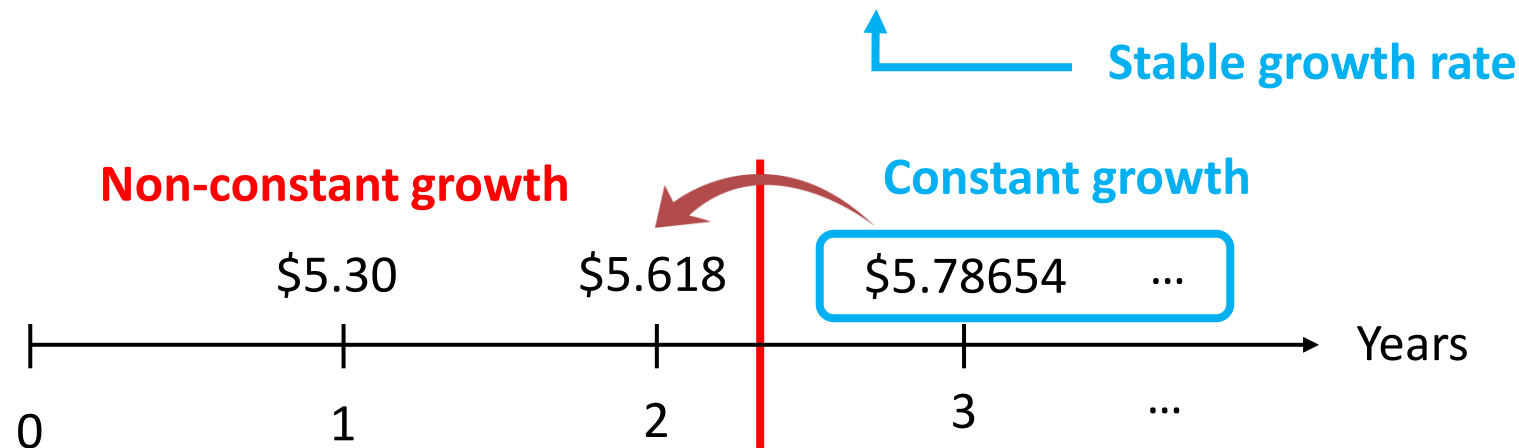 Stable growth rate
Non-constant growth
Constant growth
$5.30
$5.618
$5.78654 ...
Years
0 1 2 3 ...